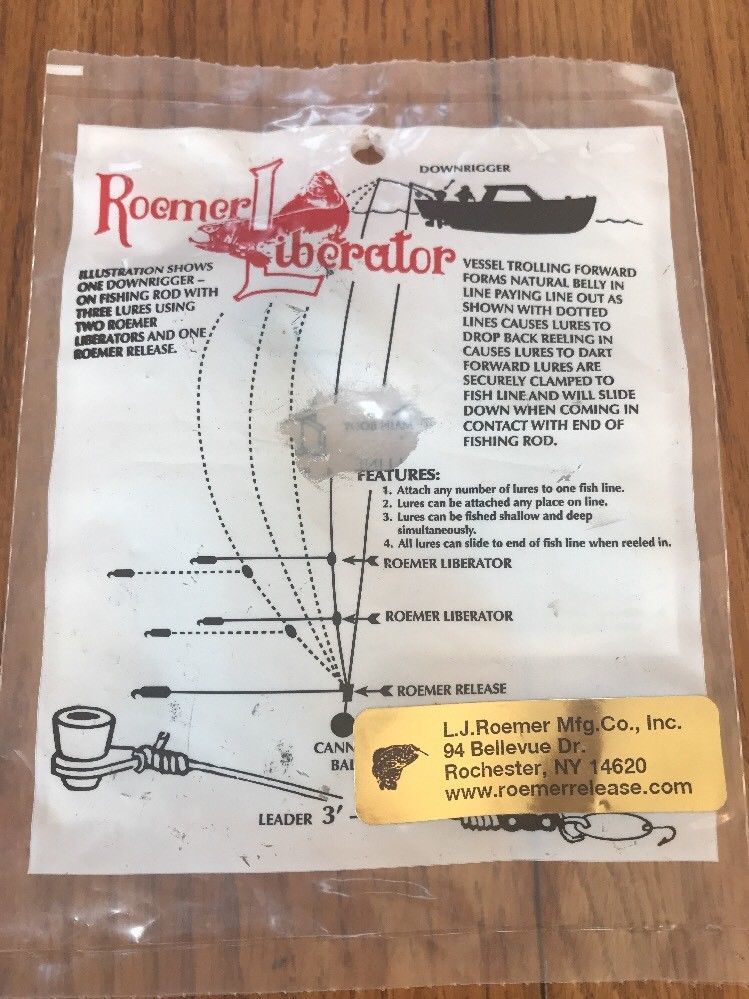 DOWNRIGGER
Roemer
Liberator
ILLUSTRATION SHOWS
ONE DOWNRIGGER –
ON FISHING ROD WITH
THREE LURES USING
TWO ROEMER
LIBERATORS AND ONE
ROEMER RELEASE.
VESSEL TROLLING FORWARD
FORMS NATURAL BELLY IN
LINE PAYING LINE OUT AS
SHOWN WITH DOTTED
LINES CAUSES LURES TO
DROP BACK REELING IN
CAUSES LURES TO DART
FORWARD LURES ARE
SECURELY CLAMPED TO
FISH LINE AND WILL SLIDE
DOWN WHEN COMING IN
CONTACT WITH END OF
FISHING ROD.
FEATURES:
1. Attach any number of lures to one fish line.
2. Lures can be attached any place on line.
3. Lures can be fished shallow and deep
simultaneously.
4. All lures can slide to end of fish line when reeled in.
ROEMER LIBERATOR
ROEMER LIBERATOR
ROEMER RELEASE
CANN
BAL
L.J.Roemer Mfg.Co., Inc.
94 Bellevue Dr.
Rochester, NY 14620
www.roemerrelease.com
LEADER 3' –